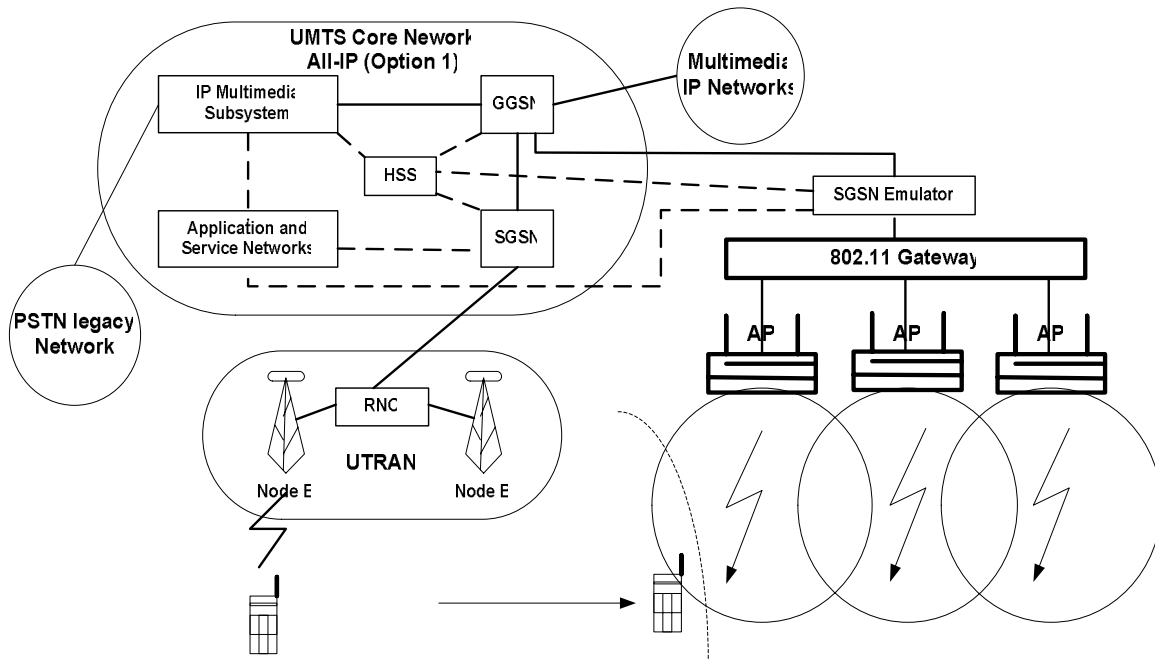 UMTS Core Nework
All-IP (Option 1)
IP Multimedia
Subsystem
GGSN
Multimedia
IP Networks
HSS
SGSN Emulator
Application and
Service Networks
SGSN
802.11 Gateway
PSTN legacy
Network
AP
AP
AP
RNC
UTRAN
Node B
Node B